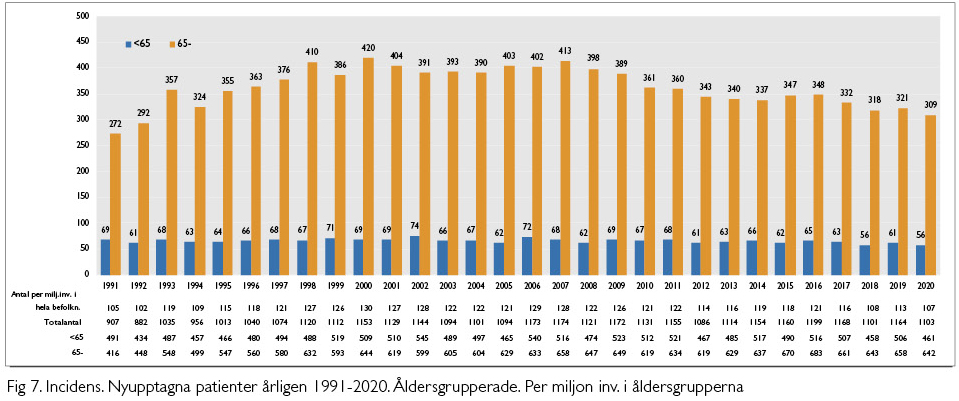 500
<65 65-
450
420
410 413
404 403 402
400 391 393 390 398
386 389
376
363 361 360
357 355
347 348
350 343 340 337
332
324 318 321
309
300 292
272
250
200
150
100
69 61 68 63 64 66 68 67 71 69 69 74 66 67 62 72 68 62 69 67 68 61 63 66 62 65 63 56 61 56
50
0
1991 1992 1993 1994 1995 1996 1997 1998 1999 2000 2001 2002 2003 2004 2005 2006 2007 2008 2009 2010 2011 2012 2013 2014 2015 2016 2017 2018 2019 2020
Antal per milj.inv. i
hela befolkn. 105 102 119 109 115 118 121 127 126 130 127 128 122 122 121 129 128 122 126 121 122 114 116 119 118 121 116 108 113 107
Totalantal 907 882 1035 956 1013 1040 1074 1120 1112 1153 1129 1144 1094 1101 1094 1173 1174 1121 1172 1131 1155 1086 1114 1154 1160 1199 1168 1101 1164 1103
<65 491 434 487 457 466 480 494 488 519 509 510 545 489 497 465 540 516 474 523 512 521 467 485 517 490 516 507 458 506 461
65- 416 448 548 499 547 560 580 632 593 644 619 599 605 604 629 633 658 647 649 619 634 619 629 637 670 683 661 643 658 642
Fig 7. Incidens. Nyupptagna patienter årligen 1991-2020. Åldersgrupperade. Per miljon inv. i åldersgrupperna